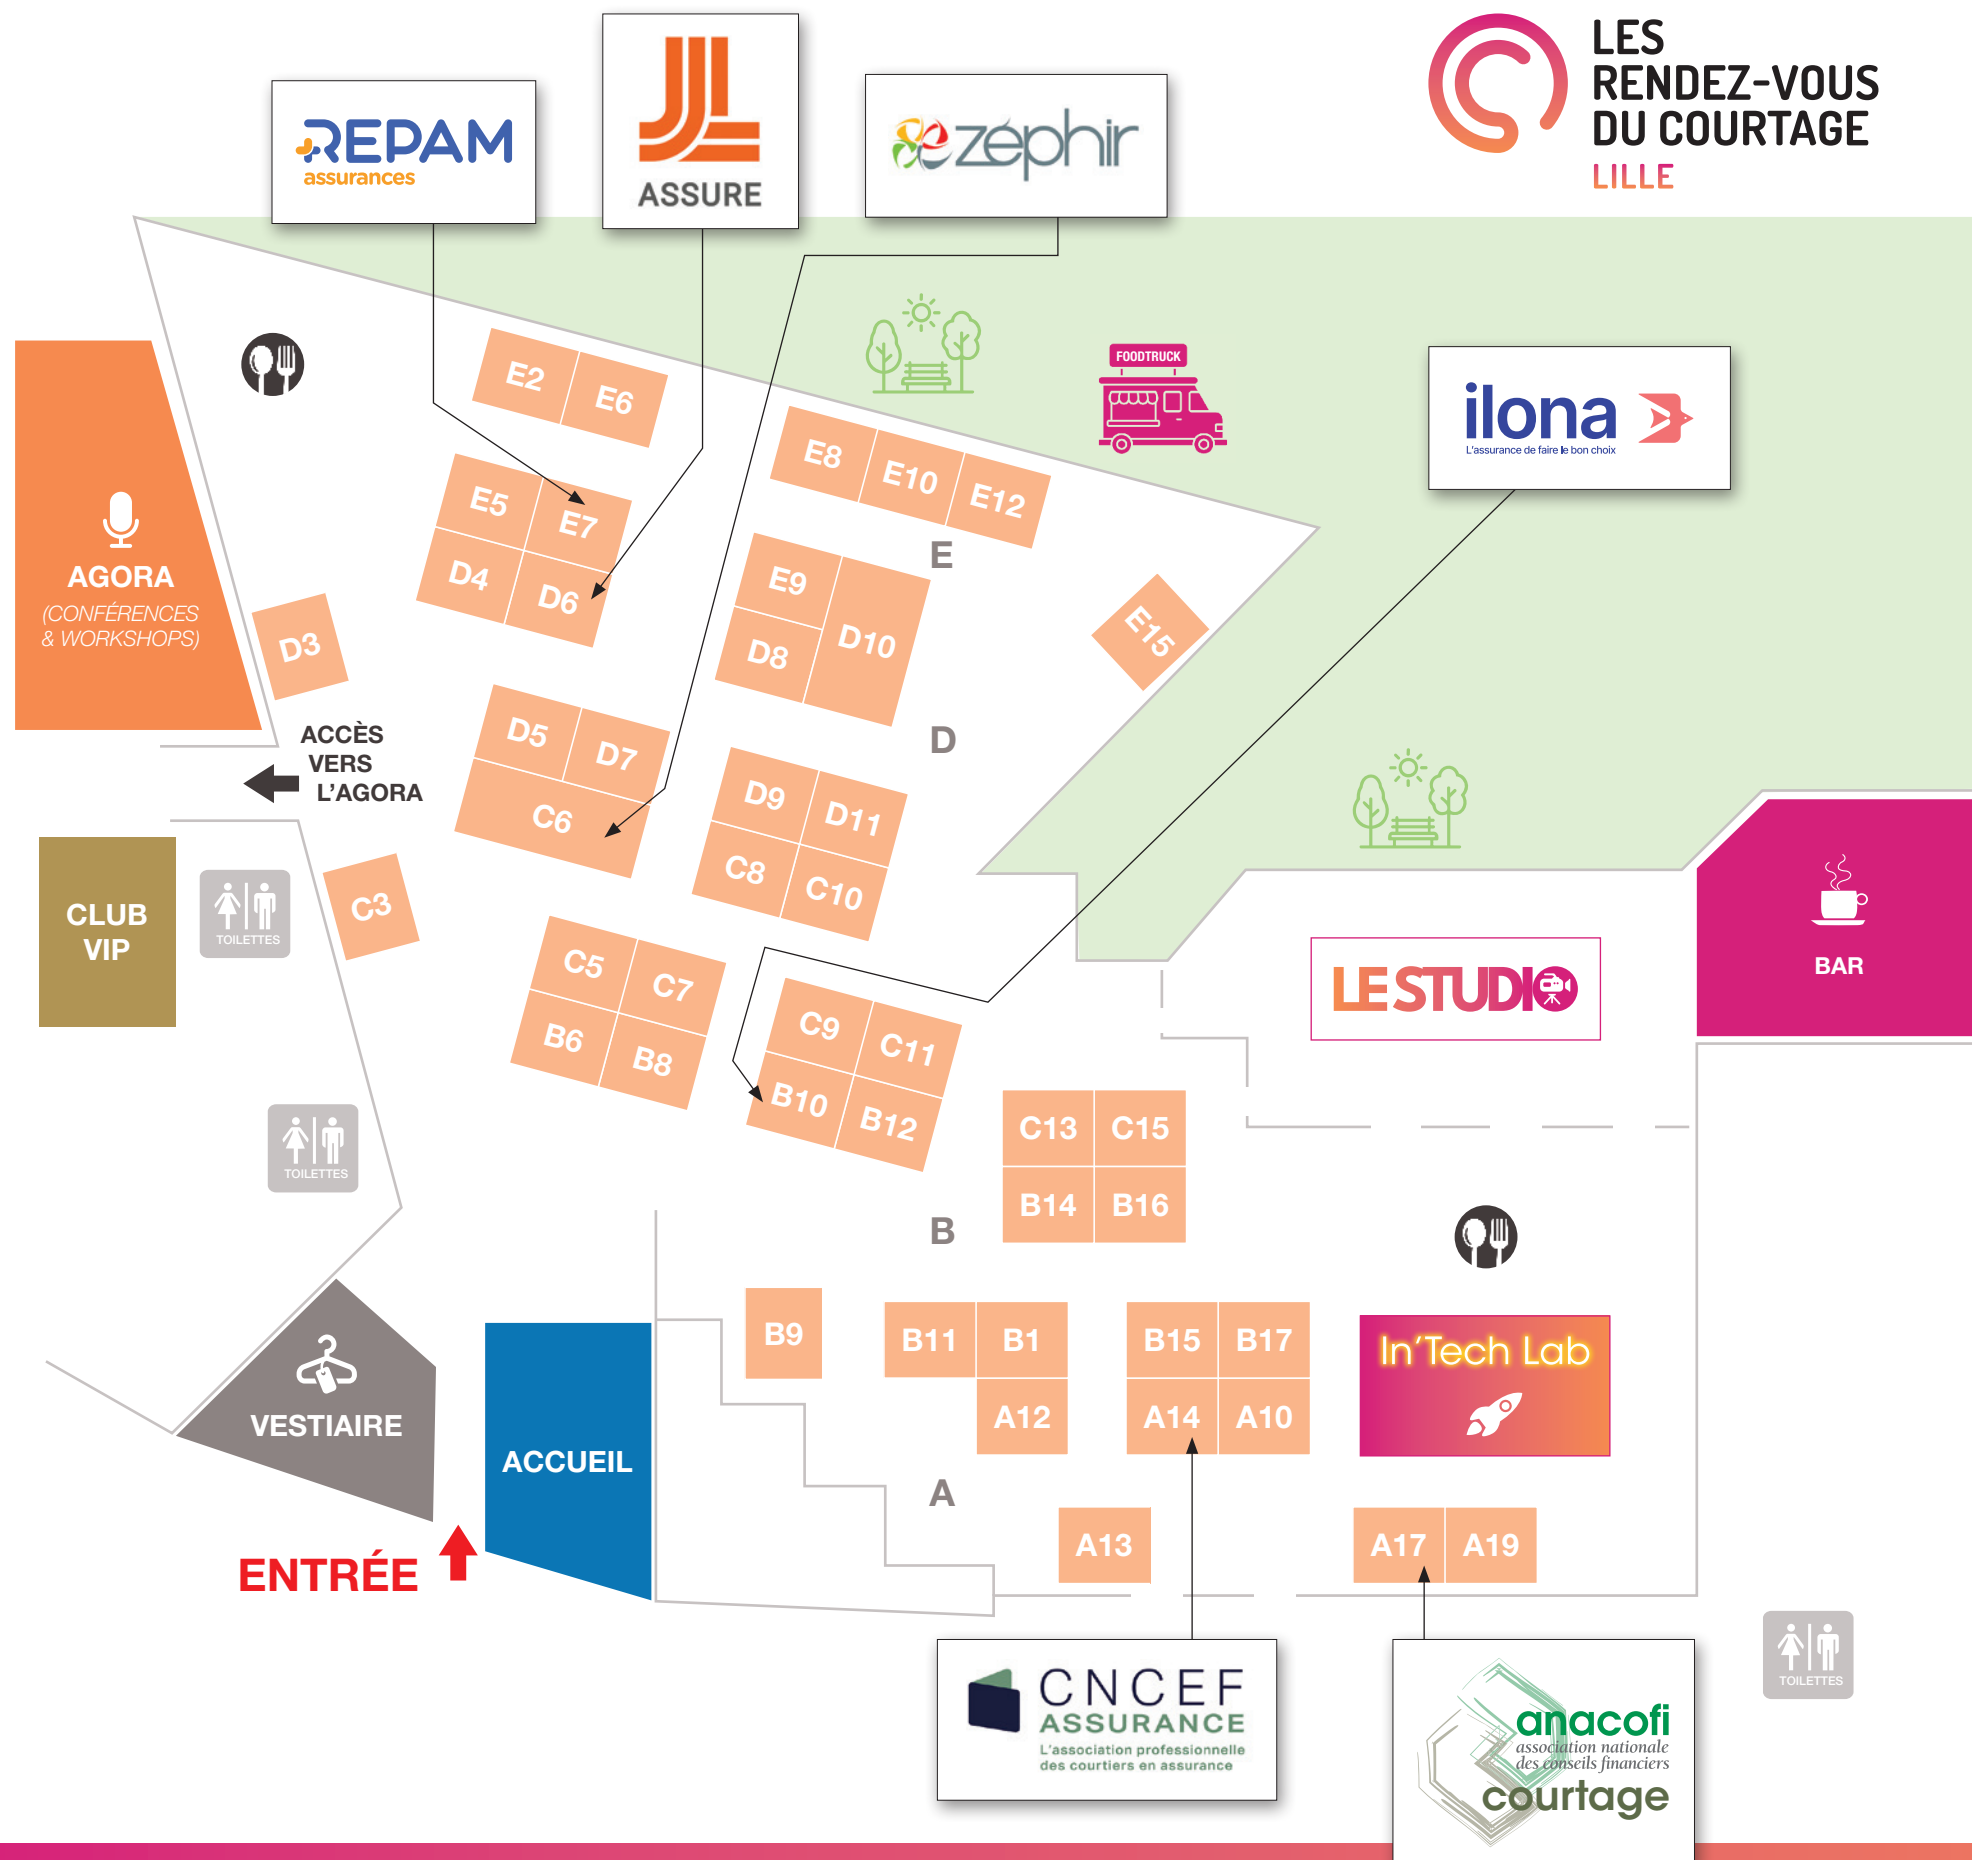 LES
RENDEZ-VOUS
DU COURTAGE
LILLE
REPAM
assurances
JL
ASSURE
zéphir
FOODTRUCK
ilona
L'assurance de faire le bon choix
E2
E6
E8
E10
E12
E5
E7
E
AGORA
(CONFÉRENCES
& WORKSHOPS)
D4
D6
E9
D10
D8
E15
D3
ACCÈS
VERS
L'AGORA
D5
D7
D
D9
D11
C6
C8
C10
CLUB
VIP
TOILETTES
C3
C5
C7
B6
B8
C9
C11
B10
B12
LE STUDIO
BAR
TOILETTES
C13
C15
B14
B16
B
B9
B11
B1
B15
B17
In'Tech Lab
A12
A14
A10
VESTIAIRE
ACCUEIL
A
A13
A17
A19
ENTRÉE
TOILETTES
CNCEF
ASSURANCE
L'association professionnelle
des courtiers en assurance
anacofi
association nationale
des conseils financiers
courtage